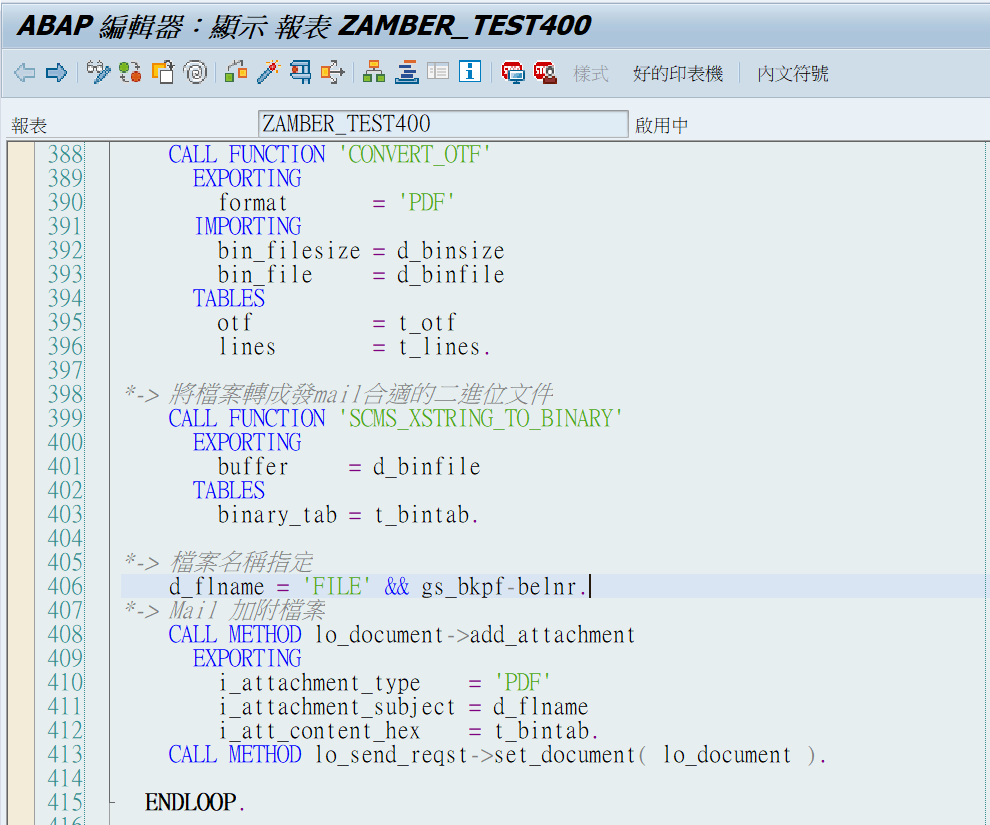 ABAP 編輯器：顯示 報表 ZAMBER_TEST400
樣式 好的印表機 內文符號
報表 ZAMBER_TEST400 啟用中
388 CALL FUNCTION 'CONVERT_OTF'
389 EXPORTING
390 format = 'PDF'
391 IMPORTING
392 bin_filesize = d_binsize
393 bin_file = d_binfile
394 TABLES
395 otf = t_otf
396 lines = t_lines.
397
398 *-> 將檔案轉成發mail合適的二進位文件
399 CALL FUNCTION 'SCMS_XSTRING_TO_BINARY'
400 EXPORTING
401 buffer = d_binfile
402 TABLES
403 binary_tab = t_bintab.
404
405 *-> 檔案名稱指定
406 d_flname = 'FILE' && gs_bkpf-belnr.
407 *-> Mail 加附檔案
408 CALL METHOD lo_document->add_attachment
409 EXPORTING
410 i_attachment_type = 'PDF'
411 i_attachment_subject = d_flname
412 i_att_content_hex = t_bintab.
413 CALL METHOD lo_send_reqst->set_document( lo_document ).
414
415 ENDLOOP.
416